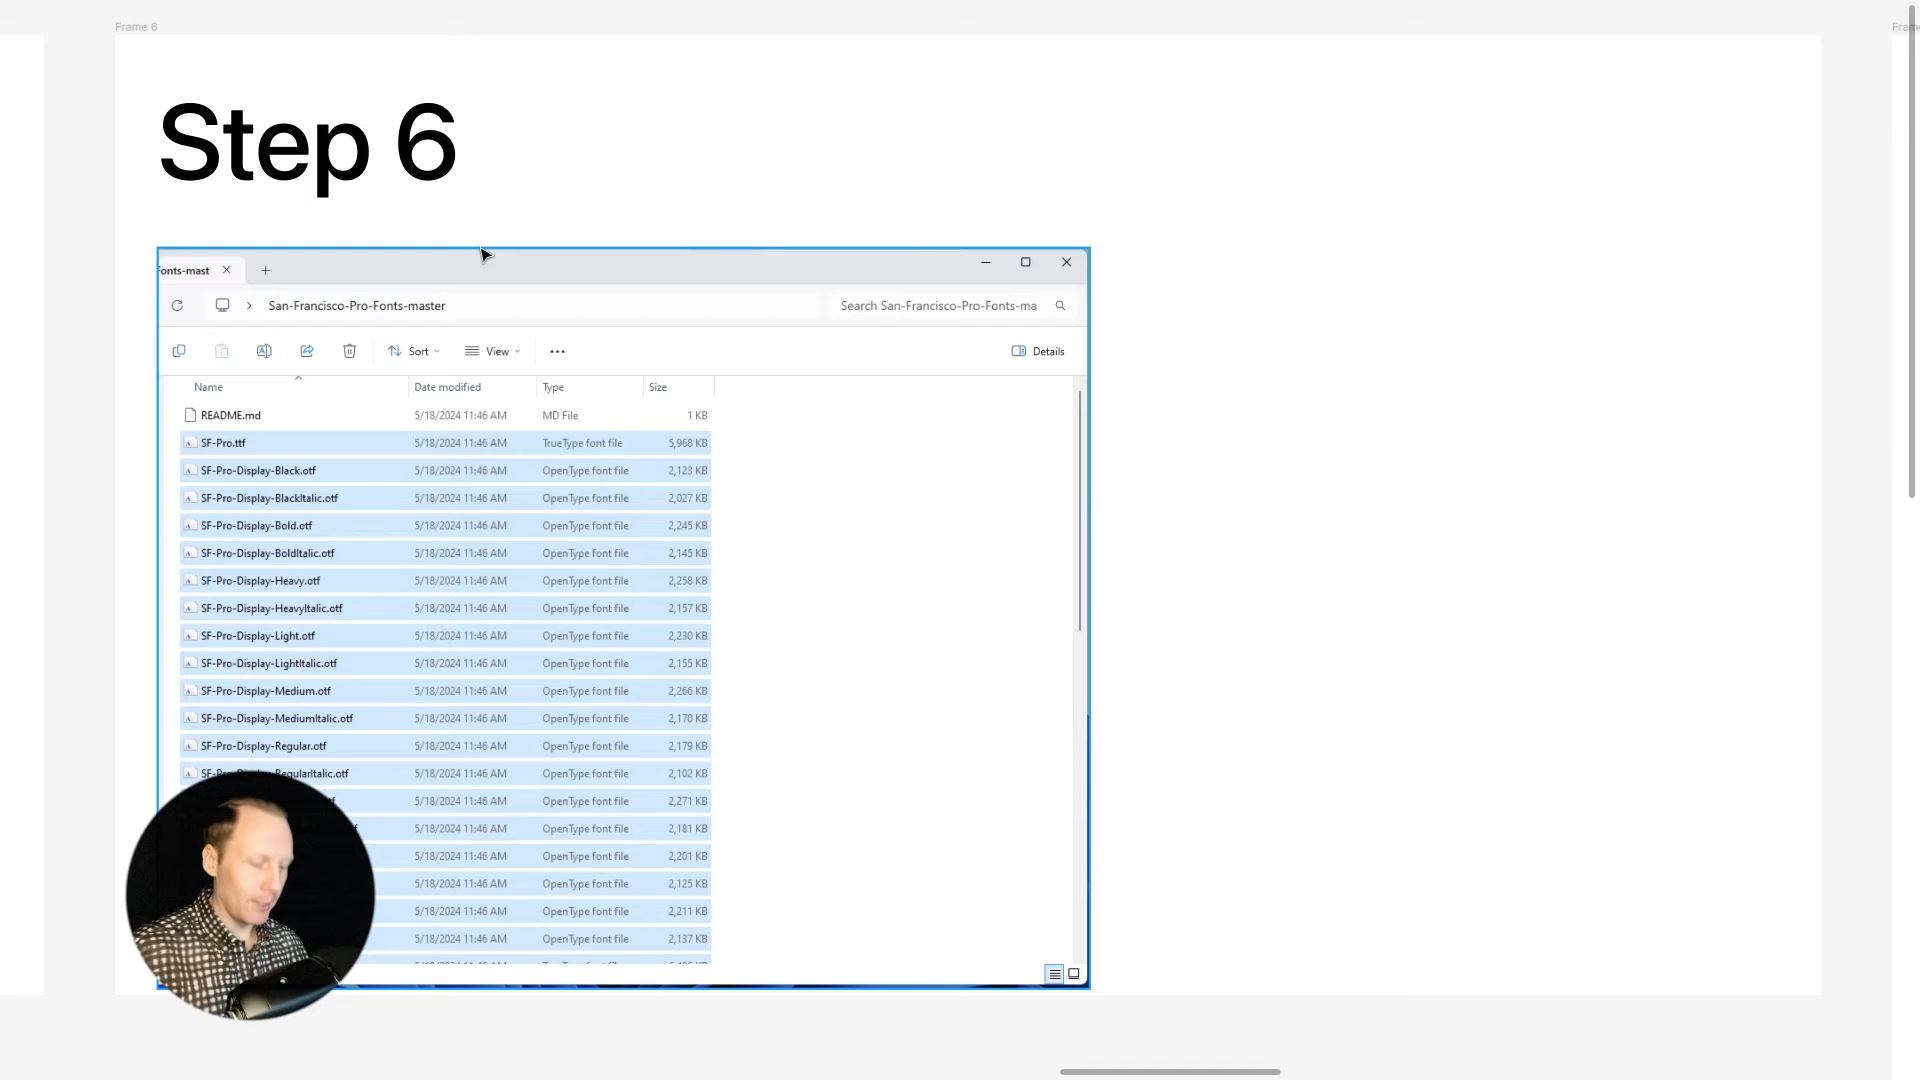 Frame 6
Step 6
Fonts-mast
San-Francisco-Pro-Fonts-master
Search San-Francisco-Pro-Fonts-ma
Sort
View
Details
Name Date modified Type Size
README.md 5/18/2024 11:46 AM MD File 1 KB
SF-Pro.ttf 5/18/2024 11:46 AM TrueType font file 5,968 KB
SF-Pro-Display-Black.otf 5/18/2024 11:46 AM OpenType font file 2,123 KB
SF-Pro-Display-BlackItalic.otf 5/18/2024 11:46 AM OpenType font file 2,027 KB
SF-Pro-Display-Bold.otf 5/18/2024 11:46 AM OpenType font file 2,245 KB
SF-Pro-Display-BoldItalic.otf 5/18/2024 11:46 AM OpenType font file 2,145 KB
SF-Pro-Display-Heavy.otf 5/18/2024 11:46 AM OpenType font file 2,258 KB
SF-Pro-Display-HeavyItalic.otf 5/18/2024 11:46 AM OpenType font file 2,157 KB
SF-Pro-Display-Light.otf 5/18/2024 11:46 AM OpenType font file 2,230 KB
SF-Pro-Display-LightItalic.otf 5/18/2024 11:46 AM OpenType font file 2,155 KB
SF-Pro-Display-Medium.otf 5/18/2024 11:46 AM OpenType font file 2,266 KB
SF-Pro-Display-MediumItalic.otf 5/18/2024 11:46 AM OpenType font file 2,170 KB
SF-Pro-Display-Regular.otf 5/18/2024 11:46 AM OpenType font file 2,179 KB
SF-Pro-Display-RegularItalic.otf 5/18/2024 11:46 AM OpenType font file 2,102 KB
5/18/2024 11:46 AM OpenType font file 2,271 KB
5/18/2024 11:46 AM OpenType font file 2,181 KB
5/18/2024 11:46 AM OpenType font file 2,201 KB
5/18/2024 11:46 AM OpenType font file 2,125 KB
5/18/2024 11:46 AM OpenType font file 2,211 KB
5/18/2024 11:46 AM OpenType font file 2,137 KB